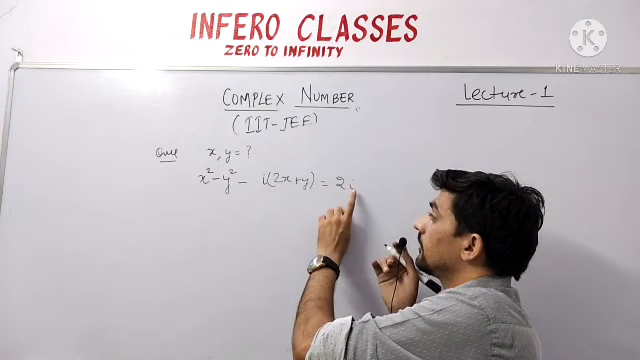 INFERO CLASSES
ZERO TO INFINITY
K
KINEMASTER
COMPLEX NUMBER
Lecture-1
(IIT-JEE)
Que x, y = ?
x² - y² - i(2x+y) = 2i